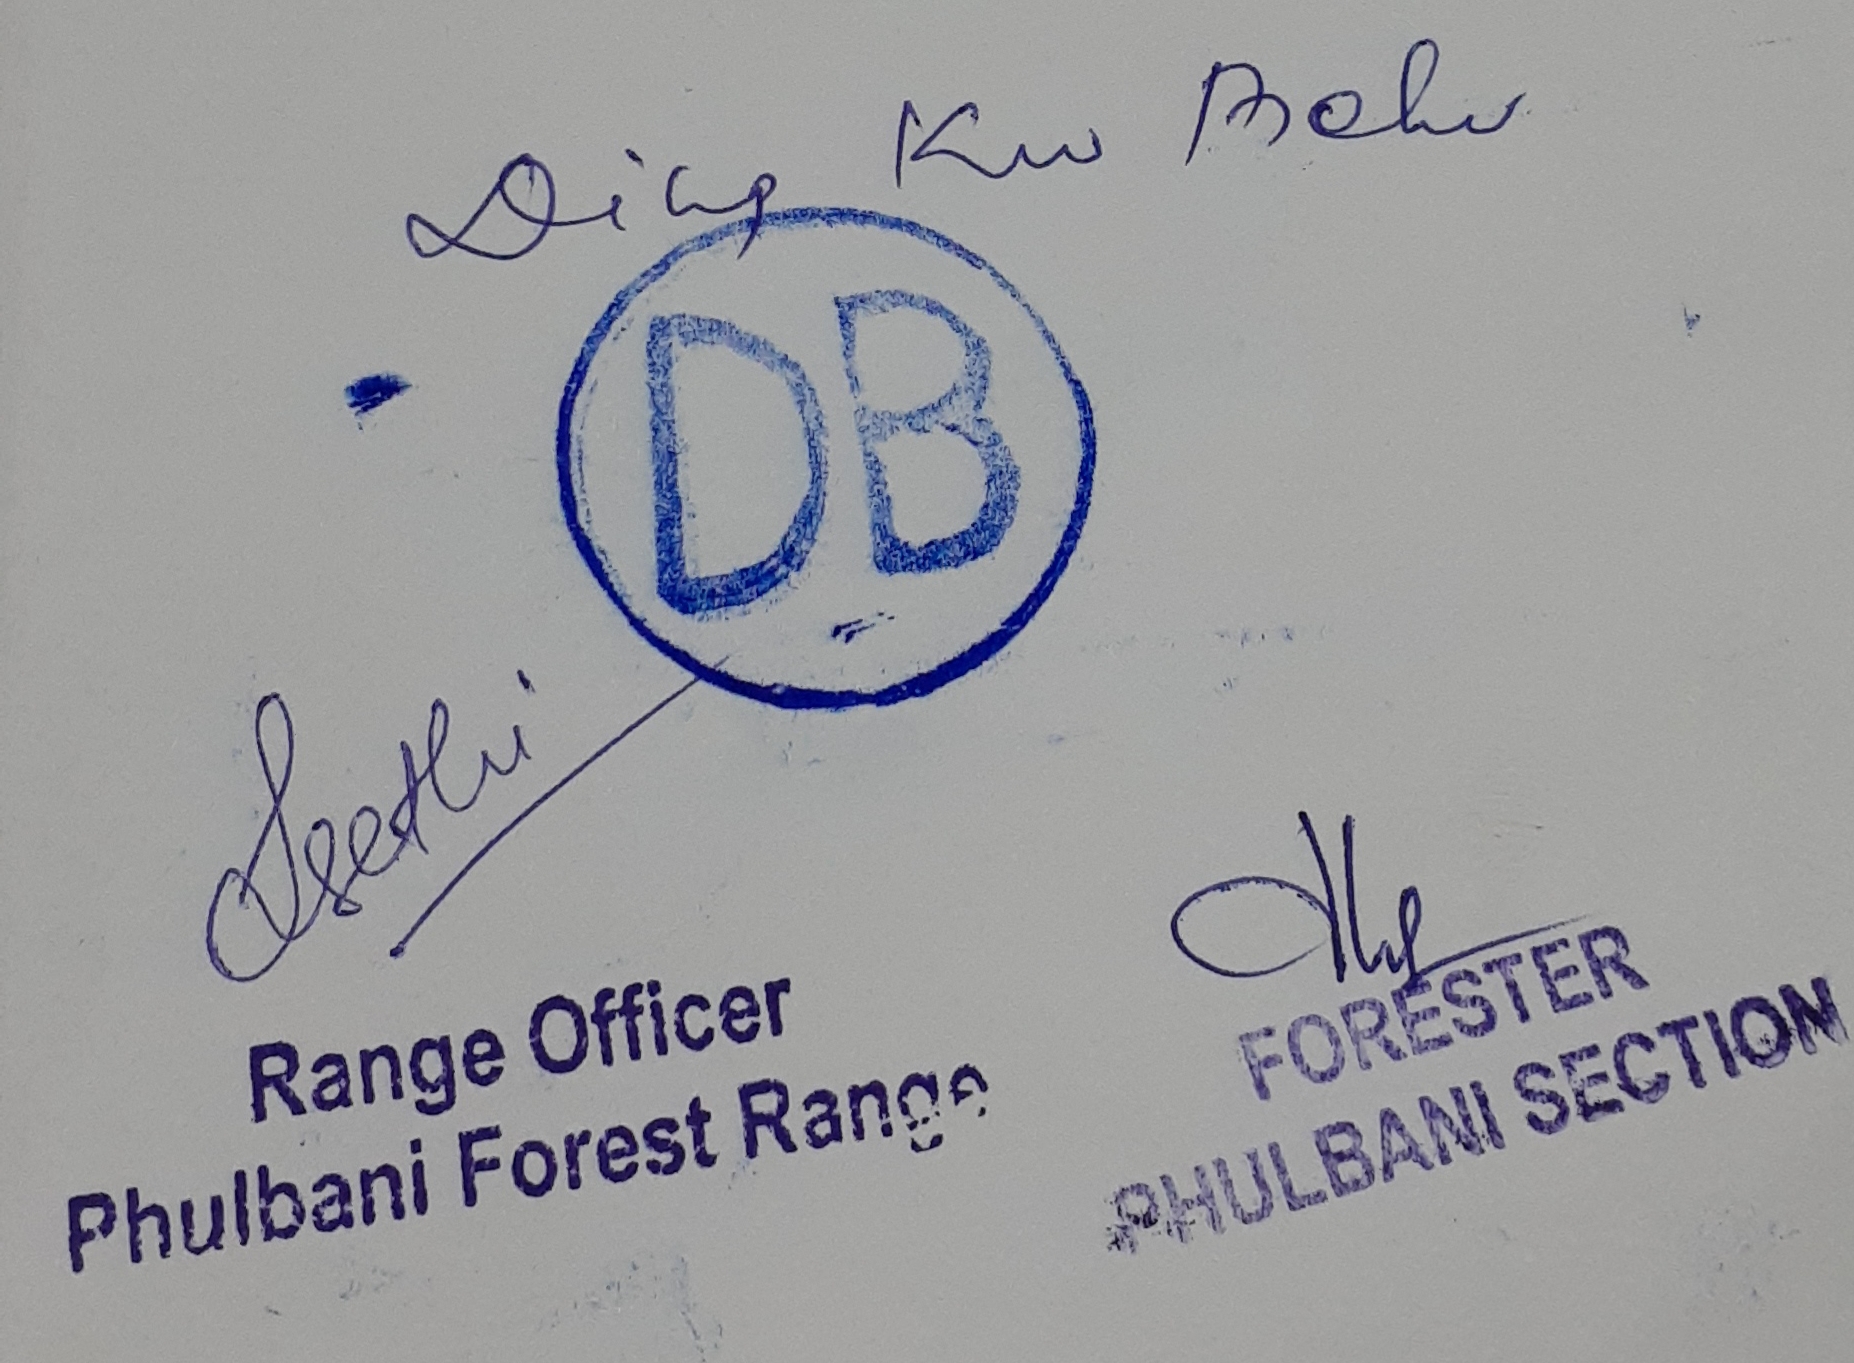 DB
Sethi
Range Officer
Phulbani Forest Range
FORESTER
PHULBANI SECTION